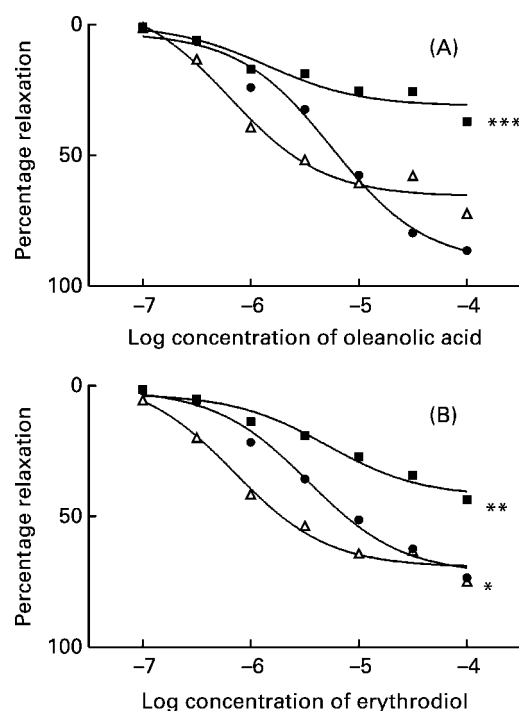 0
(A)
Percentage relaxation
50
***
100
–7 –6 –5 –4
Log concentration of oleanolic acid
0
(B)
Percentage relaxation
50
**
*
100
–7 –6 –5 –4
Log concentration of erythrodiol